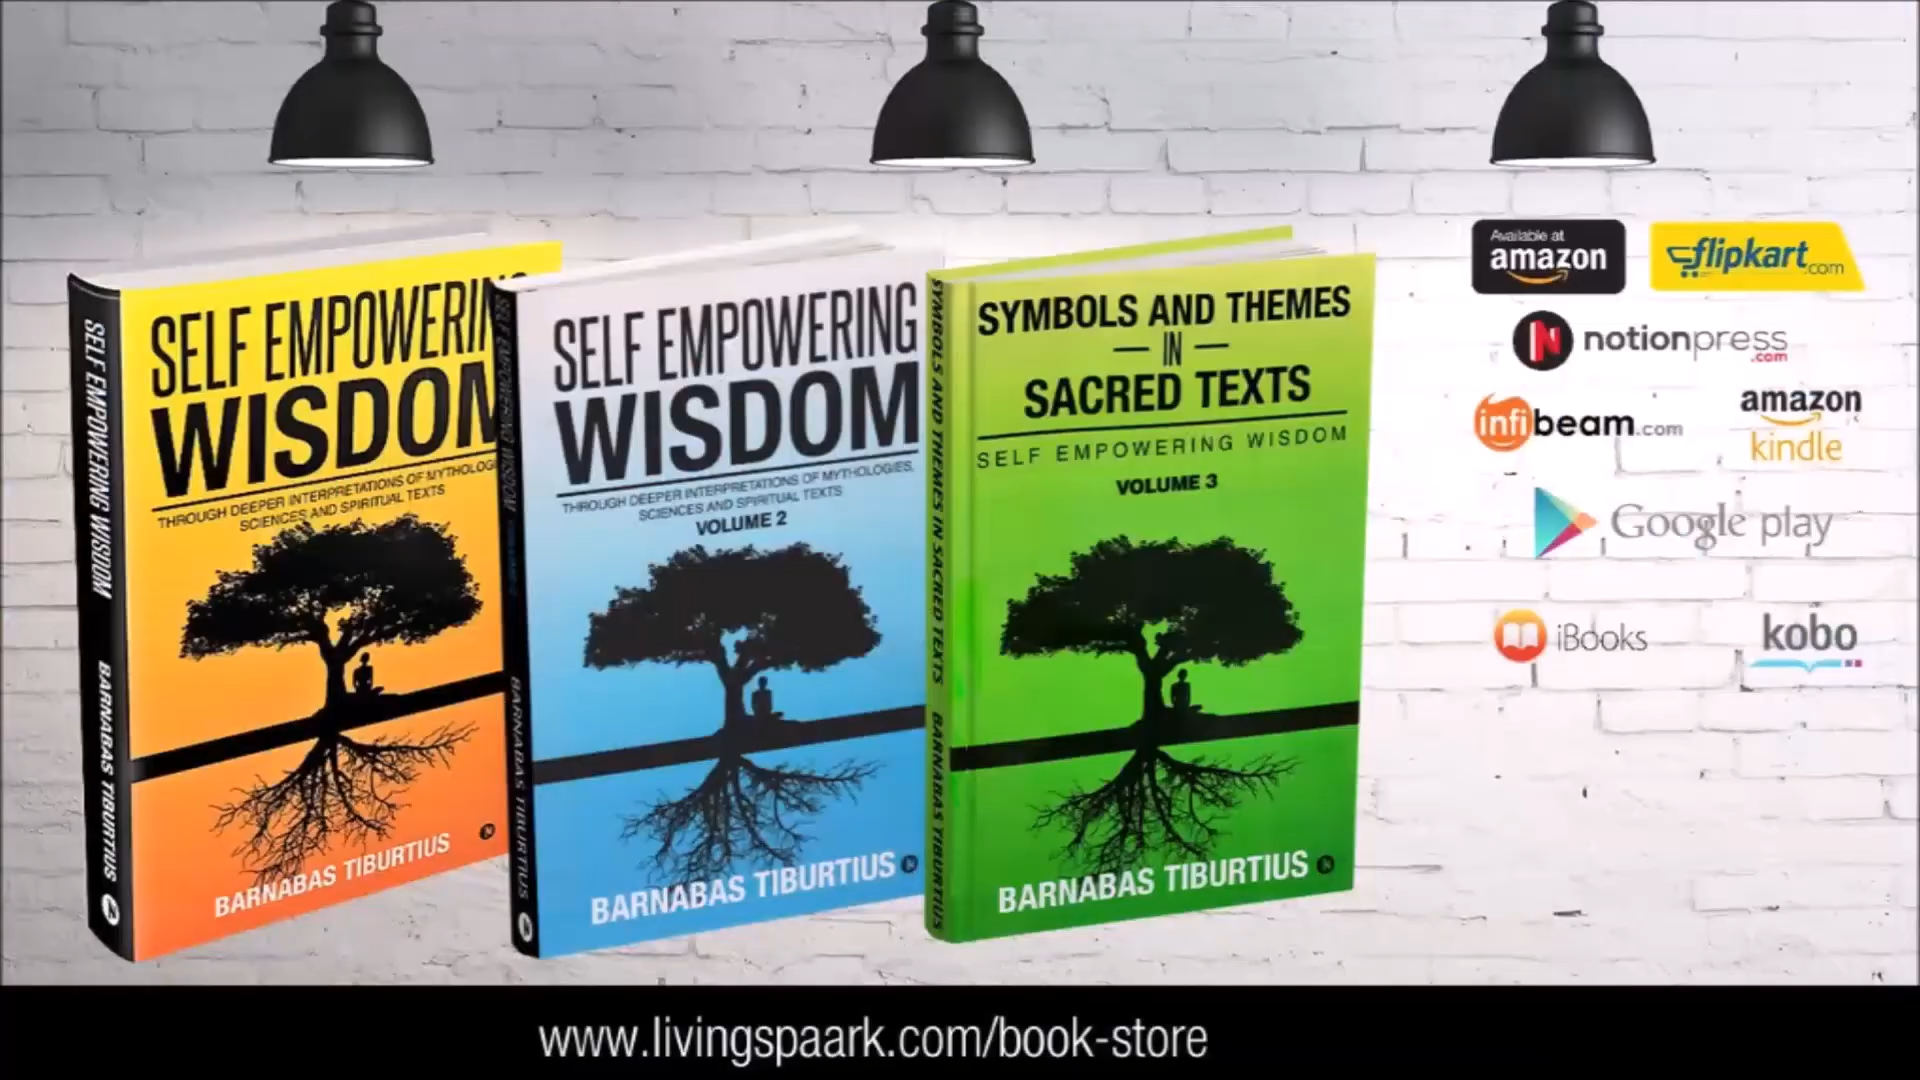 SELF EMPOWERING WISDOM
BARNABAS TIBURTIUS
SELF EMPOWERIN
WISDOM
THROUGH DEEPER INTERPRETATIONS OF MYTHOLOGI
SCIENCES AND SPIRITUAL TEXTS
BARNABAS TIBURTIUS
SELF EMPOWERING WISDOM
BARNABAS TIBURTIUS
SELF EMPOWERING
WISDOM
THROUGH DEEPER INTERPRETATIONS OF MYTHOLOGIES,
SCIENCES AND SPIRITUAL TEXTS
VOLUME 2
BARNABAS TIBURTIUS
SYMBOLS AND THEMES IN SACRED TEXTS
BARNABAS TIBURTIUS
SYMBOLS AND THEMES
— IN —
SACRED TEXTS
SELF EMPOWERING WISDOM
VOLUME 3
BARNABAS TIBURTIUS
Available at
amazon
flipkart.com
notionpress
.com
infibeam.com
amazon
kindle
Google play
iBooks
kobo
www.livingspaark.com/book-store